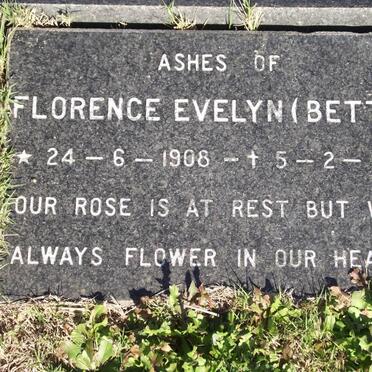 ASHES OF
FLORENCE EVELYN (BETT
★ 24 – 6 – 1908 – † 5 – 2 –
OUR ROSE IS AT REST BUT
ALWAYS FLOWER IN OUR HEA